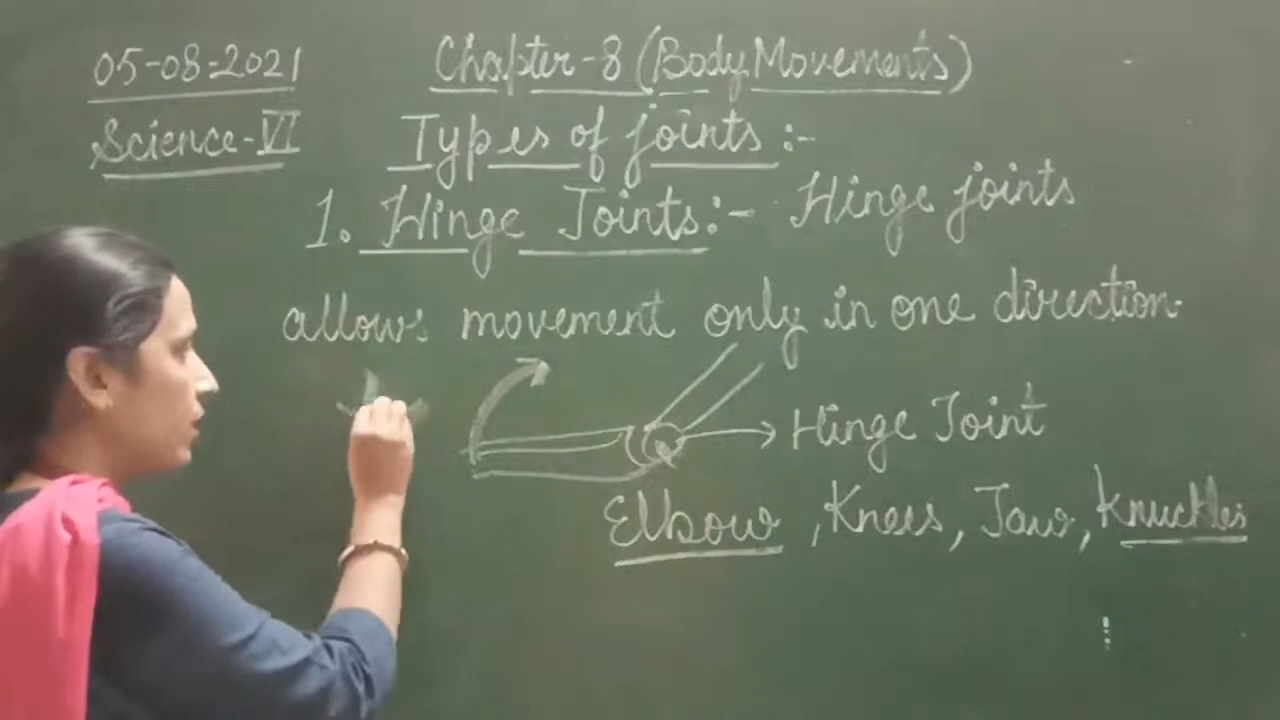 05-08-2021
Chapter-8 (Body Movements)
Science-VI
Types of joints :-
1. Hinge Joints:- Hinge joints
allows movement only in one direction.
Hinge Joint
Elbow, Knees, Jaw, Knuckles